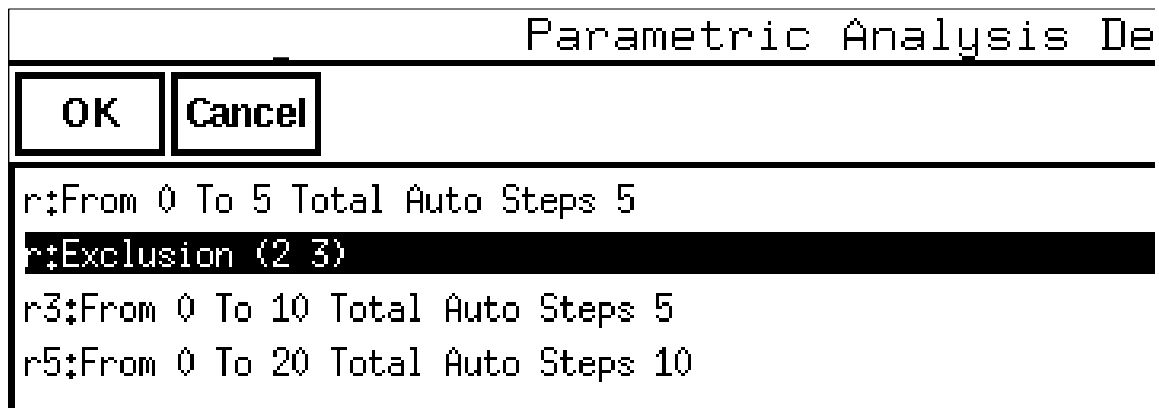 Parametric Analysis De
OK Cancel
r:From 0 To 5 Total Auto Steps 5
r:Exclusion (2 3)
r3:From 0 To 10 Total Auto Steps 5
r5:From 0 To 20 Total Auto Steps 10